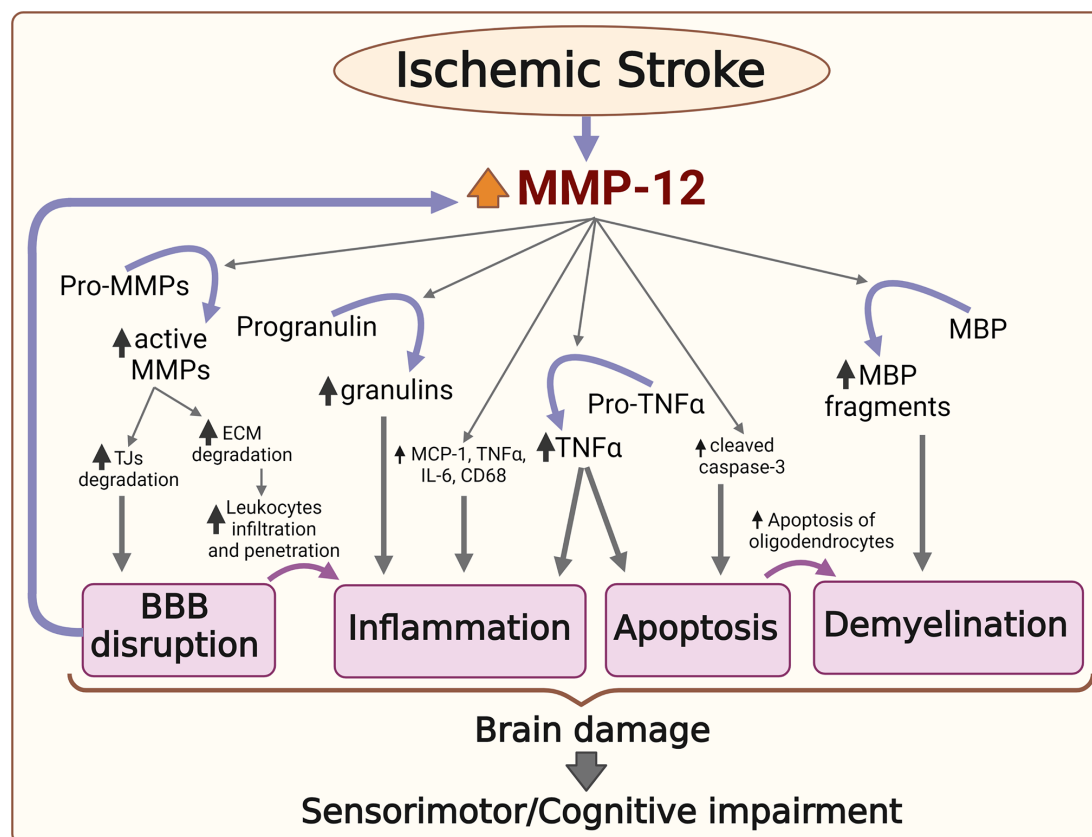 Ischemic Stroke
MMP-12
Pro-MMPs
active
MMPs
TJs
degradation
ECM
degradation
Leukocytes
infiltration
and penetration
Progranulin
granulins
MCP-1, TNFα,
IL-6, CD68
Pro-TNFα
TNFα
cleaved
caspase-3
Apoptosis of
oligodendrocytes
MBP
MBP
fragments
BBB
disruption
Inflammation
Apoptosis
Demyelination
Brain damage
Sensorimotor/Cognitive impairment